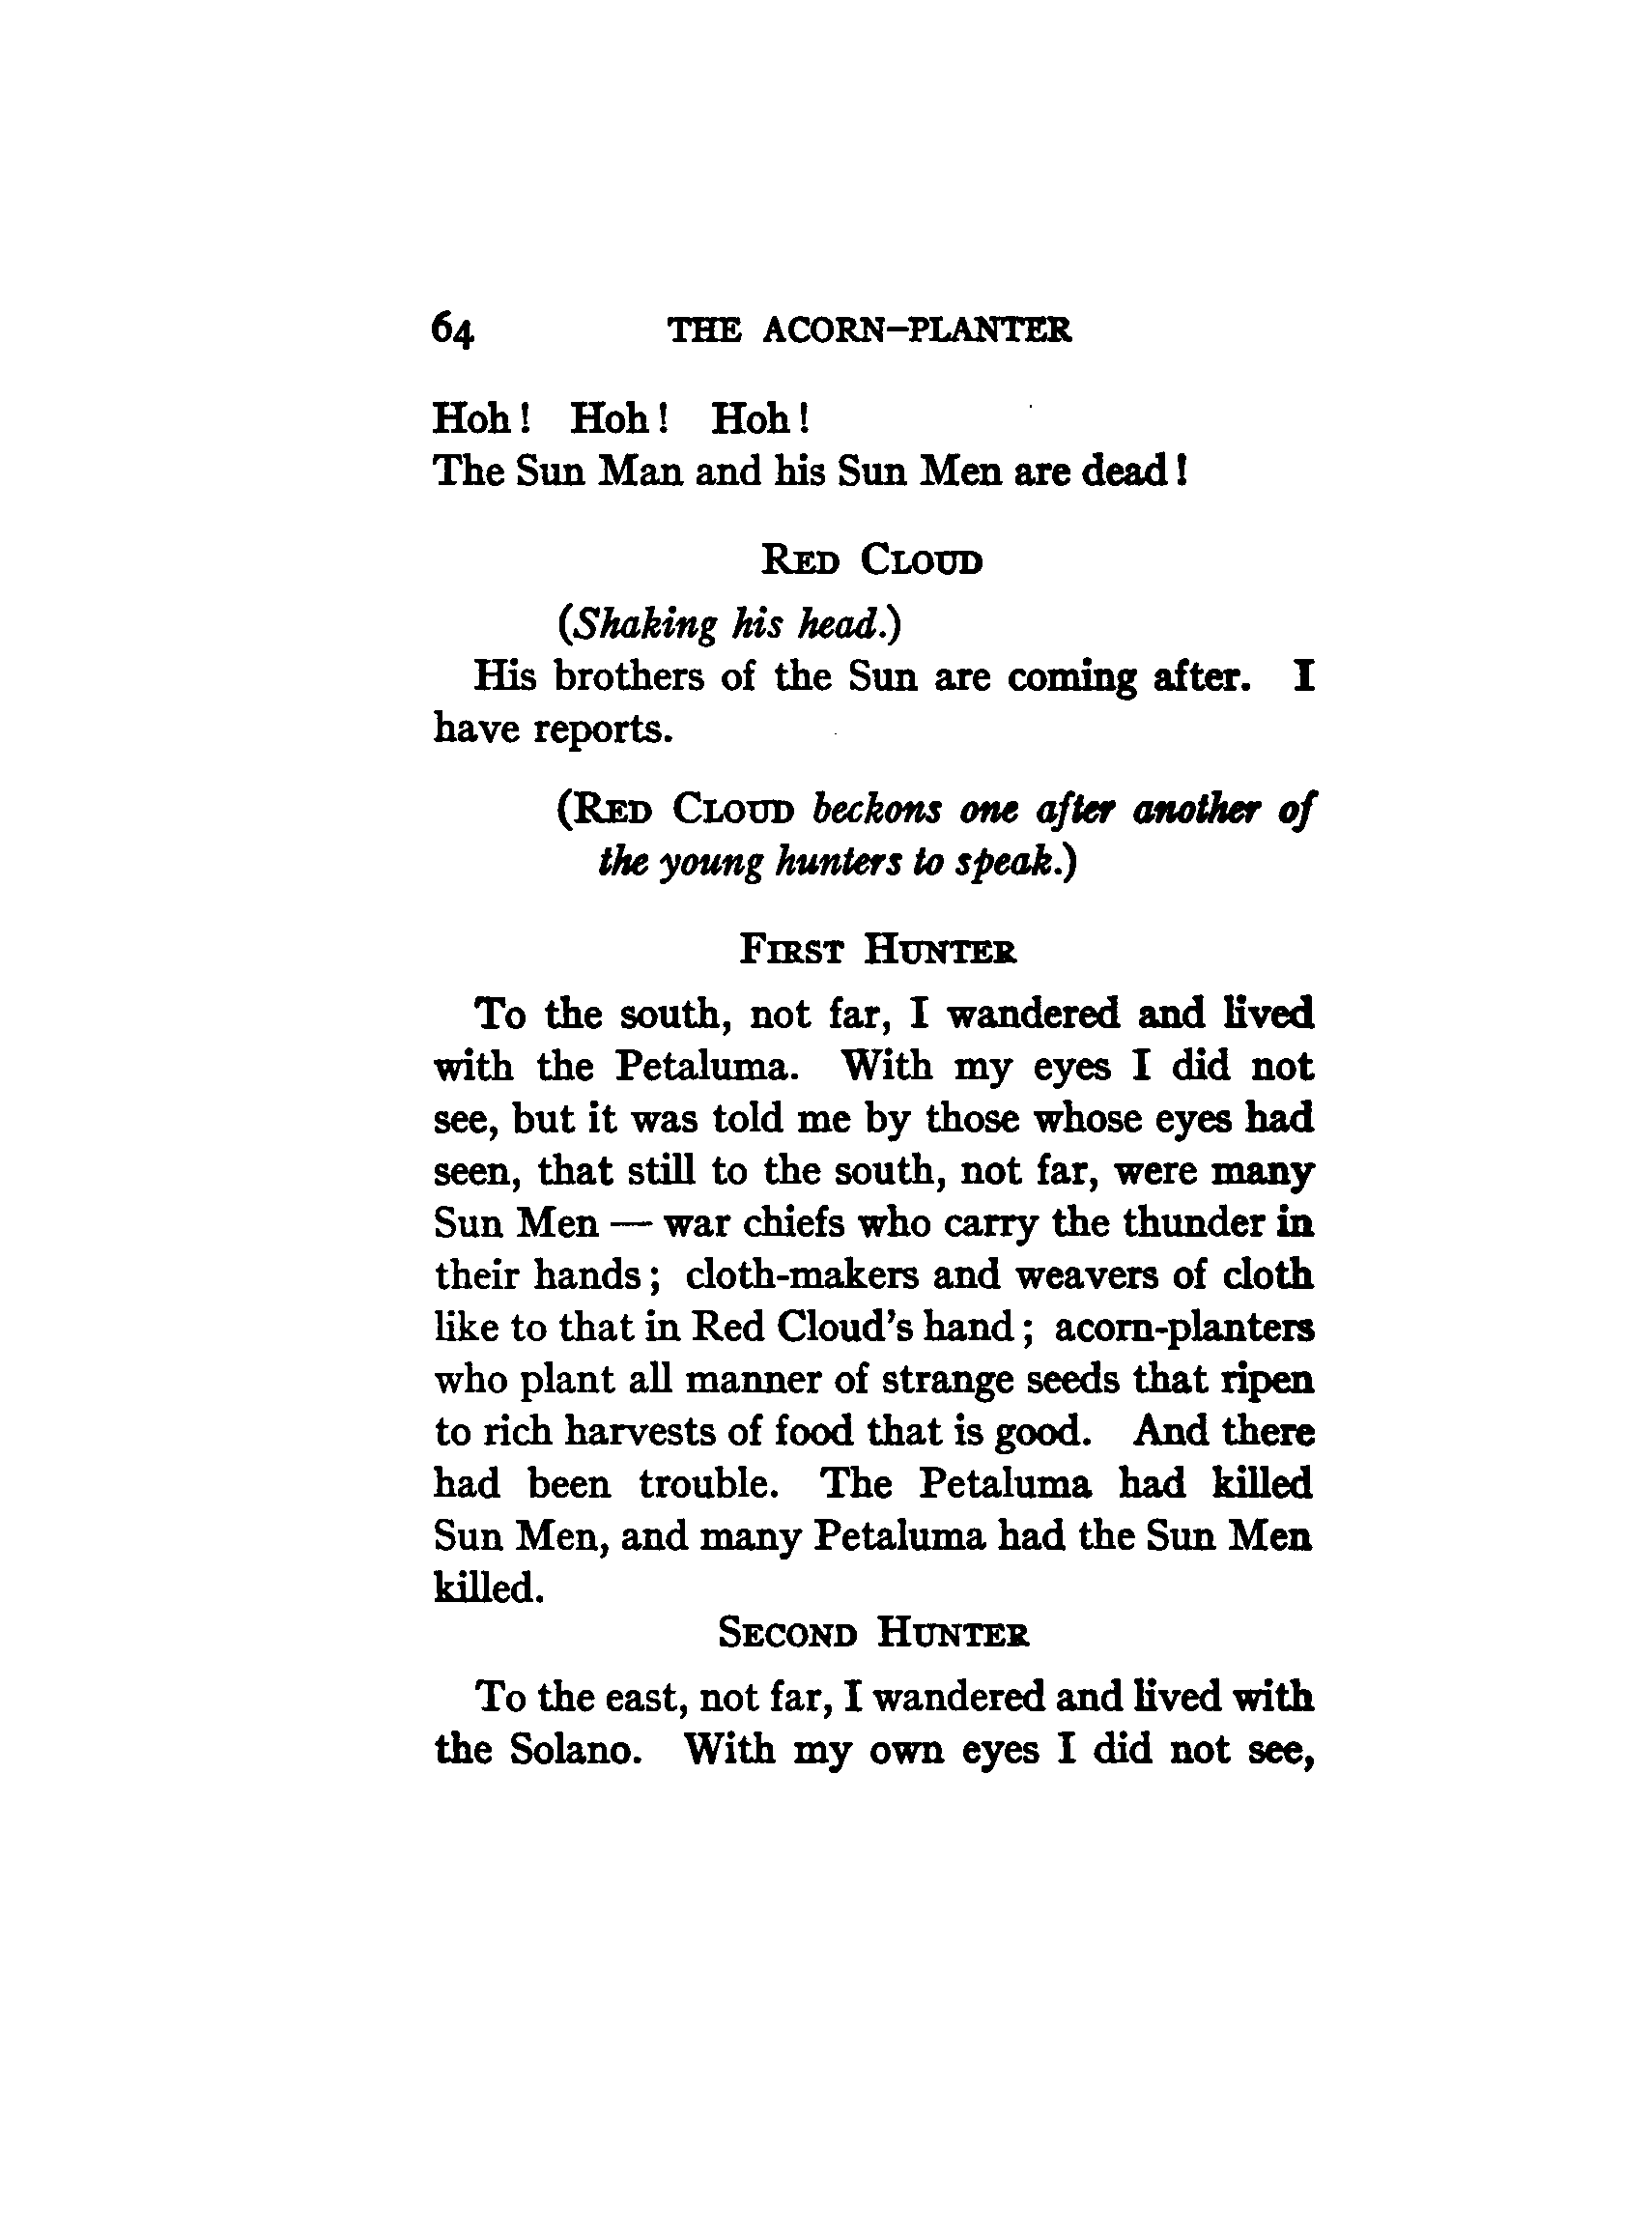 64 THE ACORN-PLANTER
Hoh! Hoh! Hoh!
The Sun Man and his Sun Men are dead!
RED CLOUD
(Shaking his head.)
His brothers of the Sun are coming after. I
have reports.
(RED CLOUD beckons one after another of
the young hunters to speak.)
FIRST HUNTER
To the south, not far, I wandered and lived
with the Petaluma. With my eyes I did not
see, but it was told me by those whose eyes had
seen, that still to the south, not far, were many
Sun Men — war chiefs who carry the thunder in
their hands; cloth-makers and weavers of cloth
like to that in Red Cloud's hand; acorn-planters
who plant all manner of strange seeds that ripen
to rich harvests of food that is good. And there
had been trouble. The Petaluma had killed
Sun Men, and many Petaluma had the Sun Men
killed.
SECOND HUNTER
To the east, not far, I wandered and lived with
the Solano. With my own eyes I did not see,